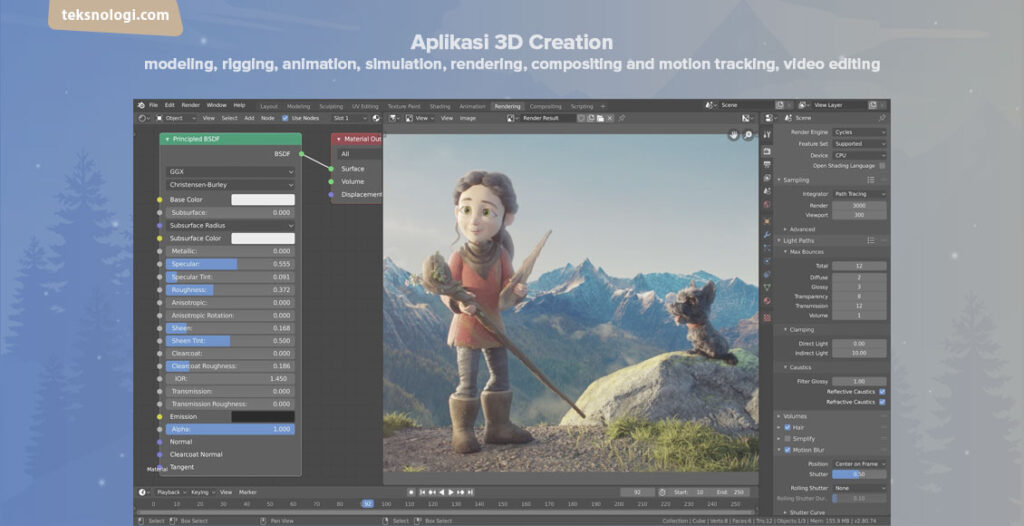 teksnologi.com
Aplikasi 3D Creation
modeling, rigging, animation, simulation, rendering, compositing and motion tracking, video editing
File Edit Render Window Help Layout Modeling Sculpting UV Editing Texture Paint Shading Animation Rendering Compositing Scripting + Scene View Layer
Object View Select Add Node Use Nodes Slot 1 View View Image Render Result Scene
Principled BSDF
BSDF
GGX
Christensen-Burley
Base Color
Subsurface: 0.000
Subsurface Radius
Subsurface Color
Metallic: 0.000
Specular: 0.555
Specular Tint: 0.091
Roughness: 0.372
Anisotropic: 0.000
Anisotropic Rotation: 0.000
Sheen: 0.168
Sheen Tint: 0.500
Clearcoat: 0.000
Clearcoat Roughness: 0.186
IOR: 1.450
Transmission: 0.000
Transmission Roughness: 0.000
Emission
Alpha: 1.000
Normal
Clearcoat Normal
Tangent
Material
Material Out
All
Surface
Volume
Displacement
Render Engine Cycles
Feature Set Supported
Device CPU
Open Shading Language
Sampling
Integrator Path Tracing
Render 3000
Viewport 300
Advanced
Light Paths
Max Bounces
Total 12
Diffuse 2
Glossy 3
Transparency 8
Transmission 12
Volume 1
Clamping
Direct Light 0.00
Indirect Light 10.00
Caustics
Filter Glossy 1.00
Reflective Caustics
Refractive Caustics
Volumes
Hair
Simplify
Motion Blur
Position Center on Frame
Shutter 0.50
Rolling Shutter None
Rolling Shutter Dur. 0.10
Shutter Curve
Playback Keying View Marker 92 Start: 10 End: 250
0 10 20 30 40 50 60 70 80 92 100 110 120 130 140 150 160 170 180 190 200 210 220 230 240 250
Select Box Select Pan View Select Box Select Collection | Cube | Verts:8 | Faces:6 | Tris:12 | Objects:1/3 | Mem: 155.9 MB | v2.80.74